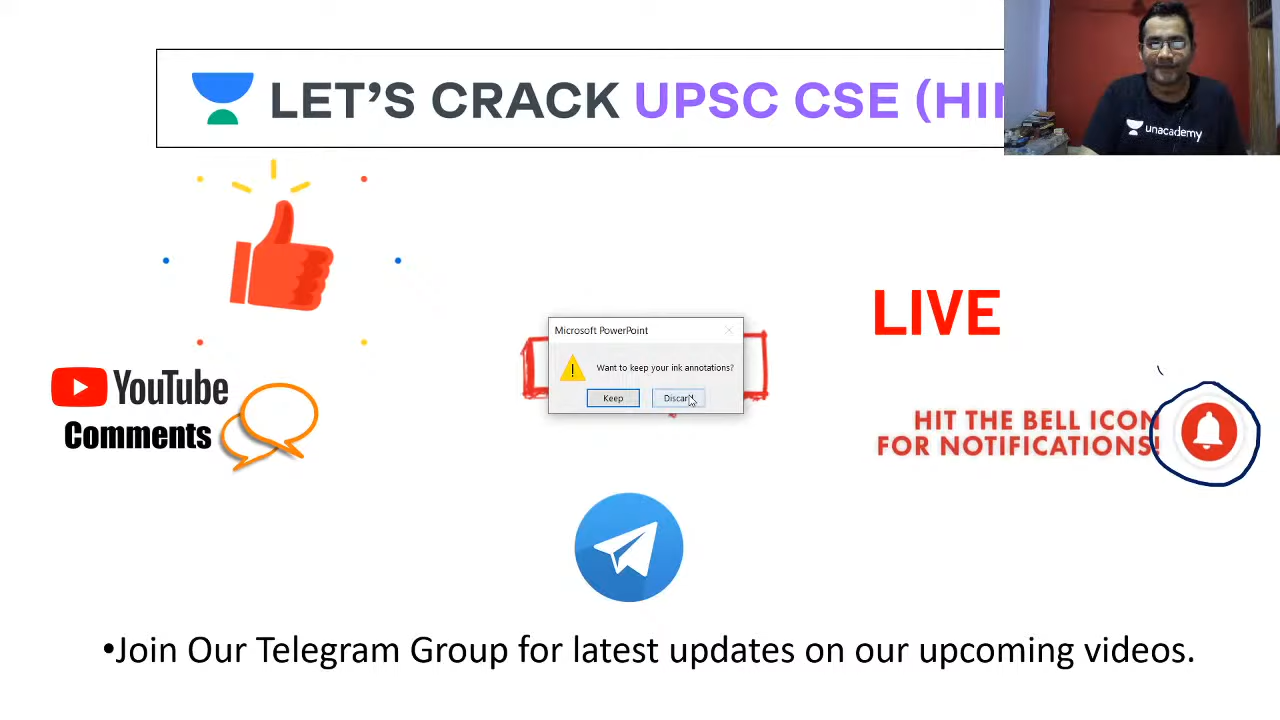 LET'S CRACK UPSC CSE (HIN
unacademy
LIVE
Microsoft PowerPoint
Want to keep your ink annotations?
Keep
Discard
YouTube
Comments
HIT THE BELL ICON
FOR NOTIFICATIONS!
•Join Our Telegram Group for latest updates on our upcoming videos.